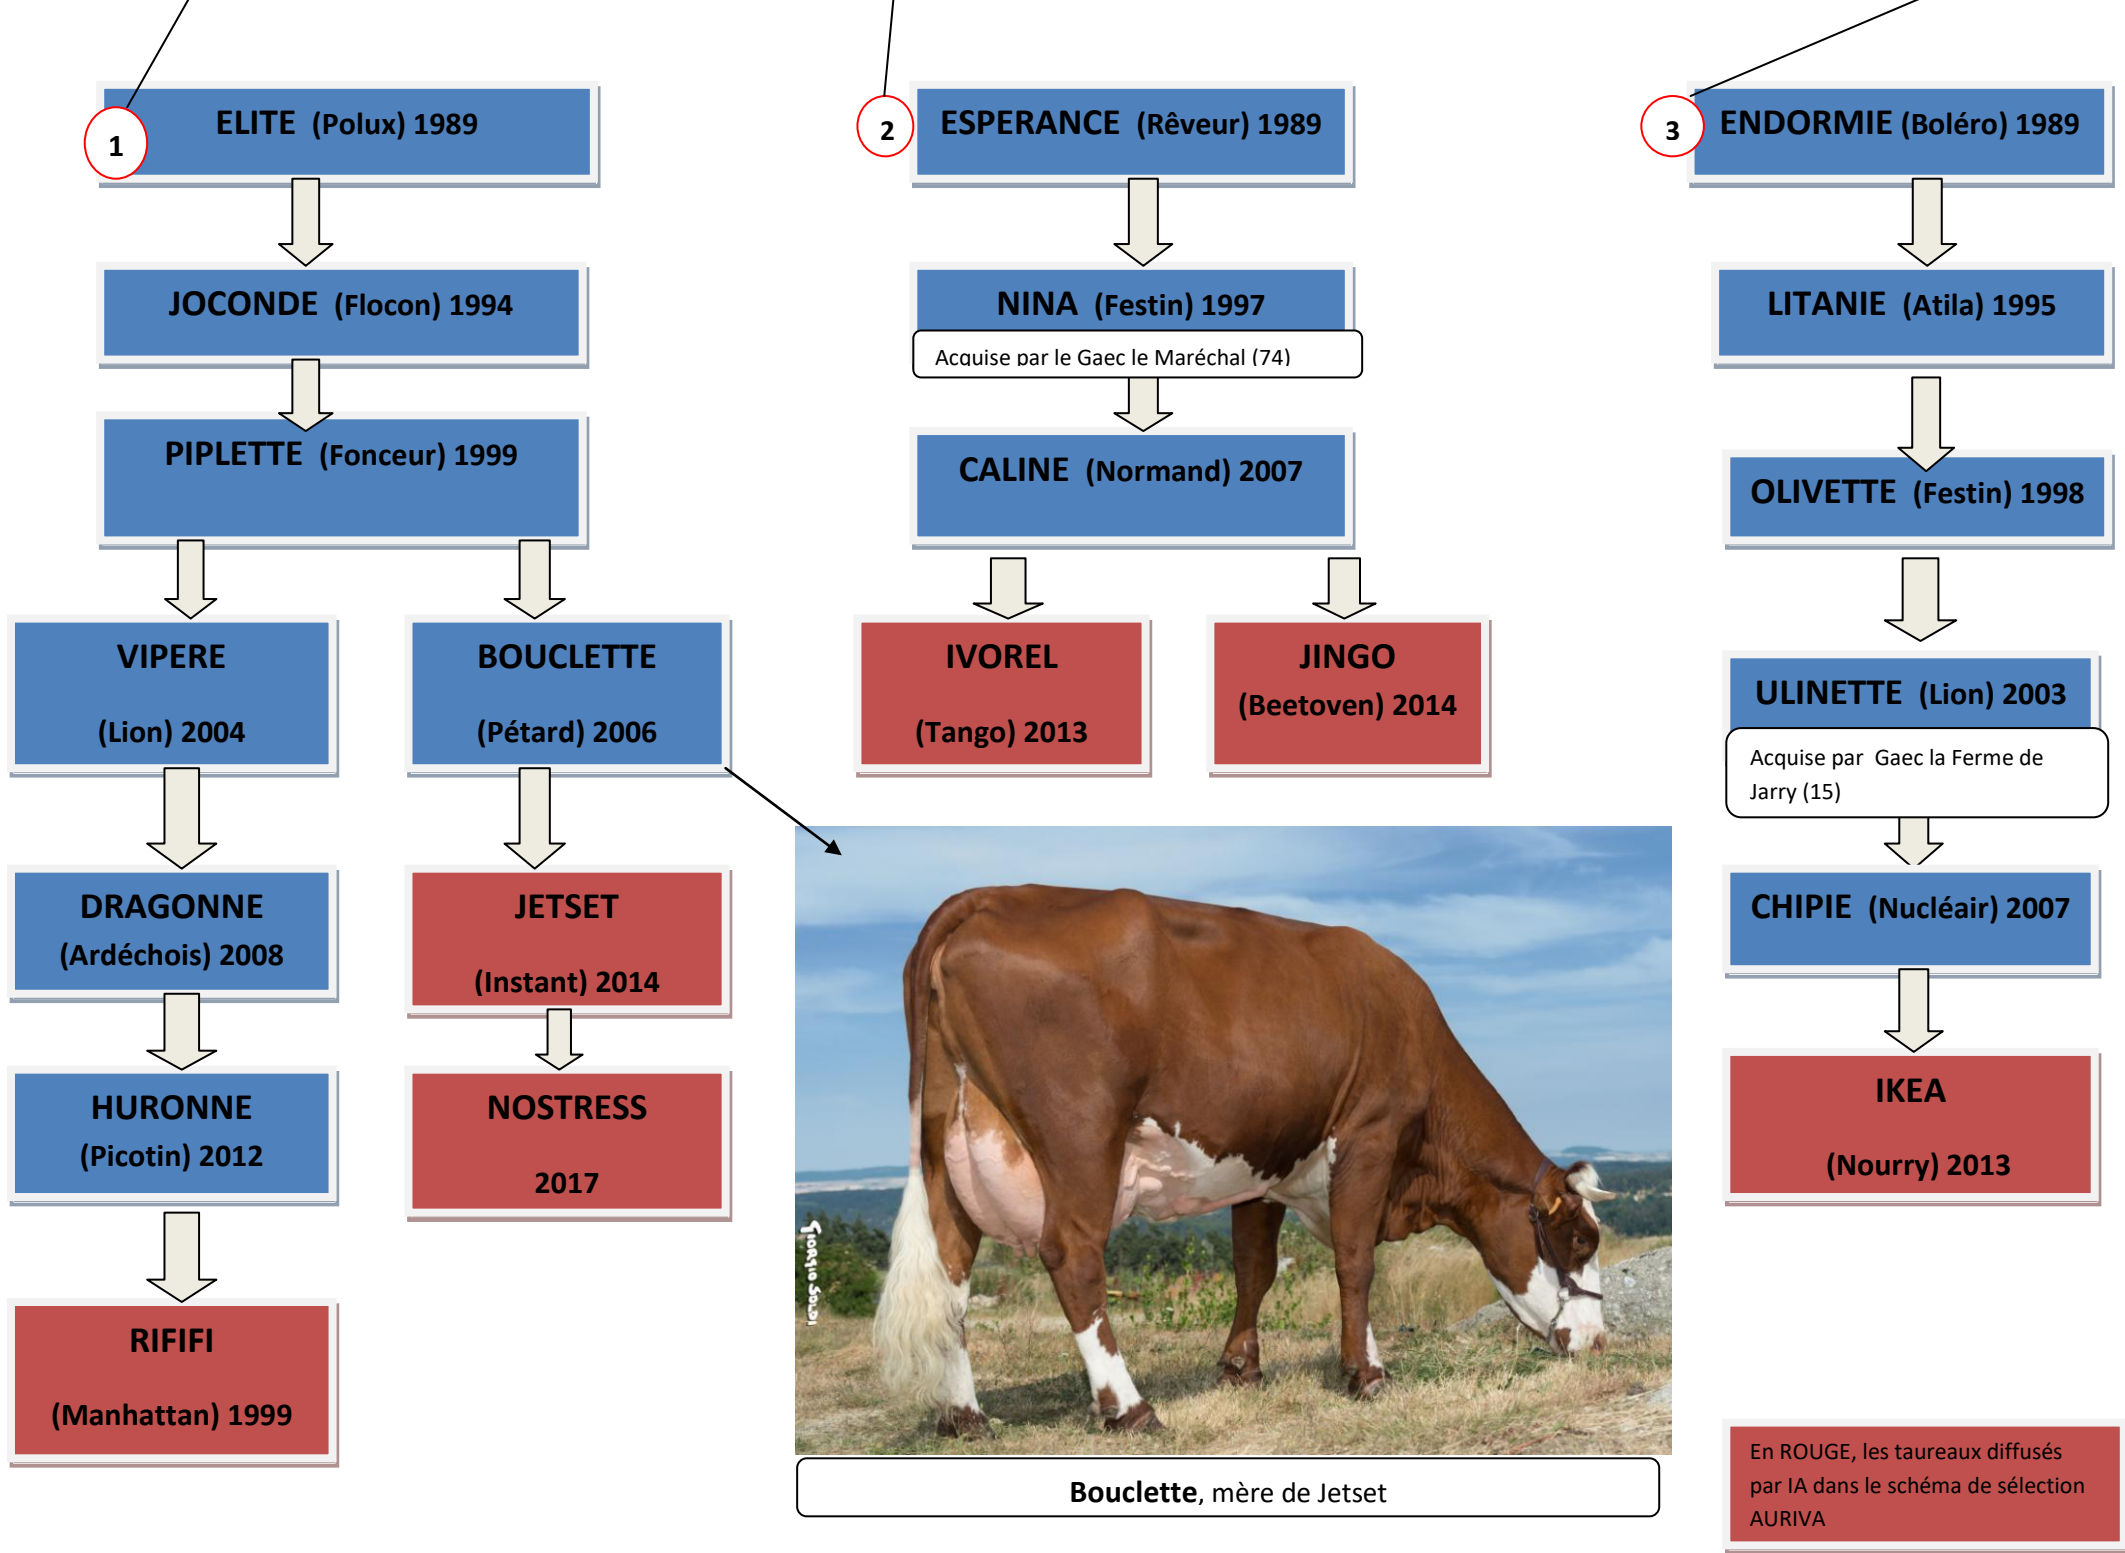 1
ELITE (Polux) 1989
JOCONDE (Flocon) 1994
PIPLETTE (Fonceur) 1999
VIPERE
(Lion) 2004
DRAGONNE
(Ardéchois) 2008
HURONNE
(Picotin) 2012
RIFIFI
(Manhattan) 1999
BOUCLETTE
(Pétard) 2006
JETSET
(Instant) 2014
NOSTRESS
2017
2
ESPERANCE (Rêveur) 1989
NINA (Festin) 1997
Acquise par le Gaec le Maréchal (74)
CALINE (Normand) 2007
IVOREL
(Tango) 2013
JINGO
(Beetoven) 2014
GIORGIO SOLDI
Bouclette, mère de Jetset
3
ENDORMIE (Boléro) 1989
LITANIE (Atila) 1995
OLIVETTE (Festin) 1998
ULINETTE (Lion) 2003
Acquise par Gaec la Ferme de
Jarry (15)
CHIPIE (Nucléair) 2007
IKEA
(Nourry) 2013
En ROUGE, les taureaux diffusés
par IA dans le schéma de sélection
AURIVA